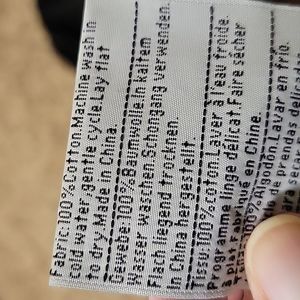 Fabric:100%Cotton.Machine wash in
cold water, gentle cycle.Lay flat
to dry.Made in China.
Gewebe:100%Baumwolle.In kaltem
Wasser waschen.Schongang verwenden.
Flach liegend trocknen.
In China hergestellt.
Tissu:100%coton.Laver à l'eau froide.
Programme linge délicat.Faire sécher
à plat.Fabriqué en Chine.
100%Algodón.Lavar en frío.
de prendas